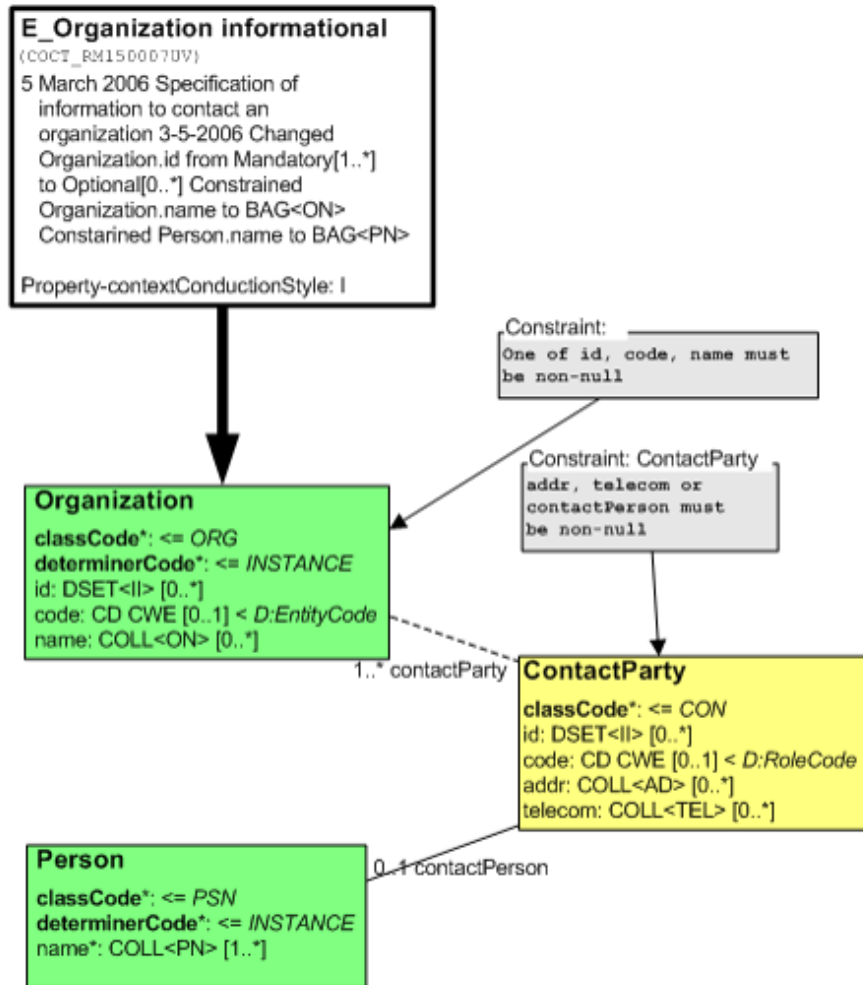 E_Organization informational
(COCT_RM150007UV)
5 March 2006 Specification of
information to contact an
organization 3-5-2006 Changed
Organization.id from Mandatory[1..*]
to Optional[0..*] Constrained
Organization.name to BAG<ON>
Constarined Person.name to BAG<PN>
Property-contextConductionStyle: I
Constraint:
One of id, code, name must
be non-null
Constraint: ContactParty
addr, telecom or
contactPerson must
be non-null
Organization
classCode*: <= ORG
determinerCode*: <= INSTANCE
id: DSET<II> [0..*]
code: CD CWE [0..1] < D:EntityCode
name: COLL<ON> [0..*]
1..* contactParty
ContactParty
classCode*: <= CON
id: DSET<II> [0..*]
code: CD CWE [0..1] < D:RoleCode
addr: COLL<AD> [0..*]
telecom: COLL<TEL> [0..*]
0..1 contactPerson
Person
classCode*: <= PSN
determinerCode*: <= INSTANCE
name*: COLL<PN> [1..*]